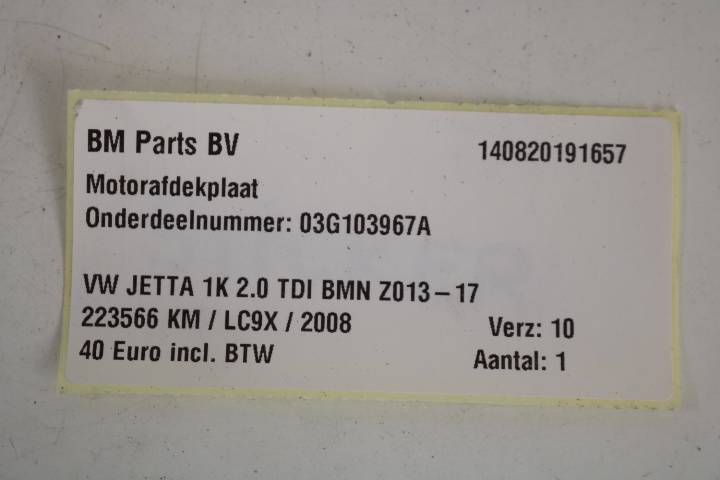 BM Parts BV 140820191657
Motorafdekplaat
Onderdeelnummer: 03G103967A
VW JETTA 1K 2.0 TDI BMN Z013-17
223566 KM / LC9X / 2008 Verz: 10
40 Euro incl. BTW Aantal: 1